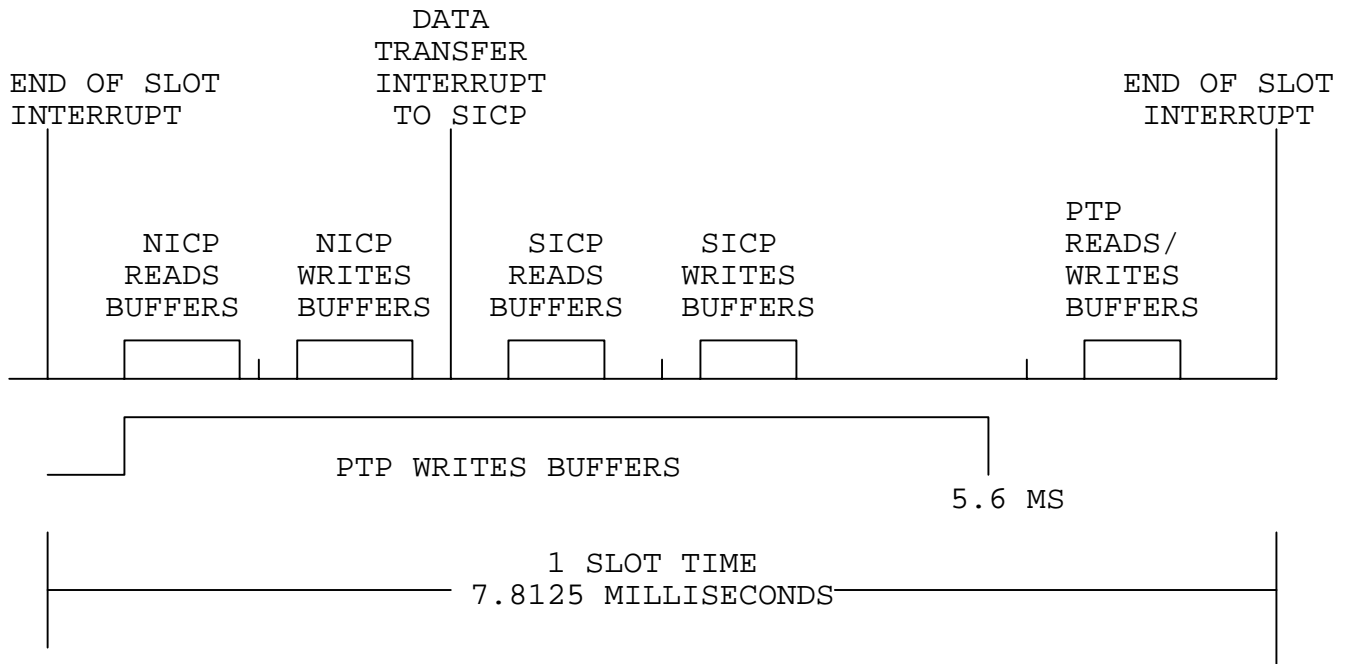 END OF SLOT
INTERRUPT
DATA
TRANSFER
INTERRUPT
TO SICP
END OF SLOT
INTERRUPT
NICP
READS
BUFFERS
NICP
WRITES
BUFFERS
SICP
READS
BUFFERS
SICP
WRITES
BUFFERS
PTP
READS/
WRITES
BUFFERS
PTP WRITES BUFFERS
5.6 MS
1 SLOT TIME
7.8125 MILLISECONDS